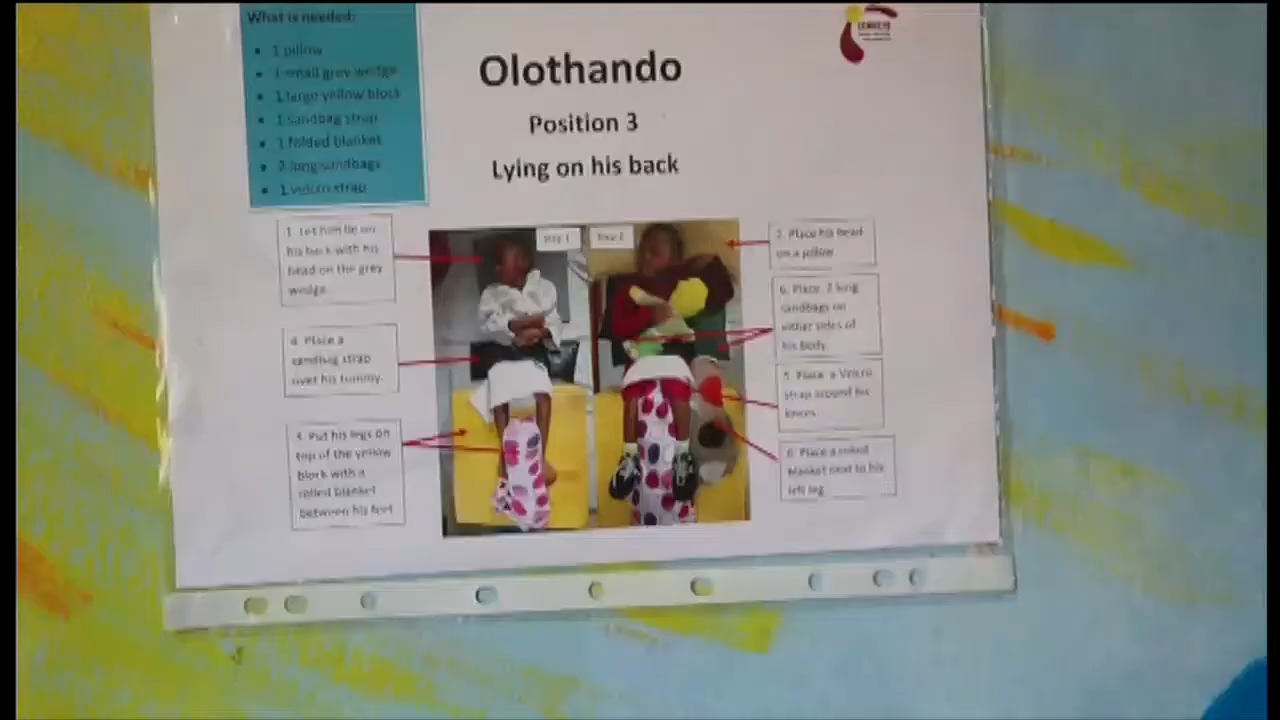 What is needed:
1 pillow
1 small grey wedge
1 large yellow block
1 sandbag strap
1 folded blanket
2 long sandbags
1 velcro strap
Olothando
Position 3
Lying on his back
1. Let him lie on
his back with his
head on the grey
wedge.
4. Place a
sandbag strap
over his tummy.
3. Put his legs on
top of the yellow
block with a
rolled blanket
between his feet
Step 1
Step 2
2. Place his head
on a pillow
6. Place 2 long
sandbags on
either sides of
his body.
5. Place a Velcro
strap around his
knees.
6. Place a rolled
blanket next to his
left leg